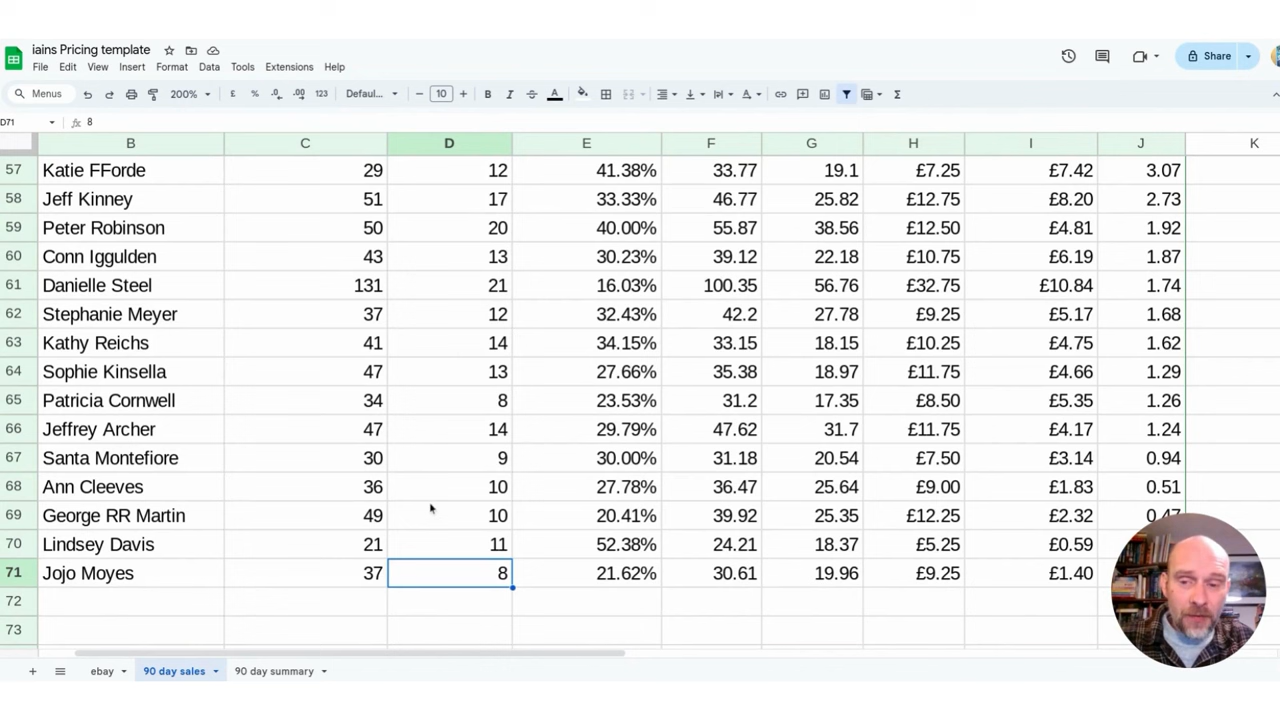 iains Pricing template
File Edit View Insert Format Data Tools Extensions Help
Share
Menus 200% £ % .0 .00 123 Defaul... − 10 + B I A Σ
D71 fx 8
B C D E F G H I J K
57 Katie FForde 29 12 41.38% 33.77 19.1 £7.25 £7.42 3.07
58 Jeff Kinney 51 17 33.33% 46.77 25.82 £12.75 £8.20 2.73
59 Peter Robinson 50 20 40.00% 55.87 38.56 £12.50 £4.81 1.92
60 Conn Iggulden 43 13 30.23% 39.12 22.18 £10.75 £6.19 1.87
61 Danielle Steel 131 21 16.03% 100.35 56.76 £32.75 £10.84 1.74
62 Stephanie Meyer 37 12 32.43% 42.2 27.78 £9.25 £5.17 1.68
63 Kathy Reichs 41 14 34.15% 33.15 18.15 £10.25 £4.75 1.62
64 Sophie Kinsella 47 13 27.66% 35.38 18.97 £11.75 £4.66 1.29
65 Patricia Cornwell 34 8 23.53% 31.2 17.35 £8.50 £5.35 1.26
66 Jeffrey Archer 47 14 29.79% 47.62 31.7 £11.75 £4.17 1.24
67 Santa Montefiore 30 9 30.00% 31.18 20.54 £7.50 £3.14 0.94
68 Ann Cleeves 36 10 27.78% 36.47 25.64 £9.00 £1.83 0.51
69 George RR Martin 49 10 20.41% 39.92 25.35 £12.25 £2.32 0.47
70 Lindsey Davis 21 11 52.38% 24.21 18.37 £5.25 £0.59
71 Jojo Moyes 37 8 21.62% 30.61 19.96 £9.25 £1.40
72
73
+ ebay 90 day sales 90 day summary